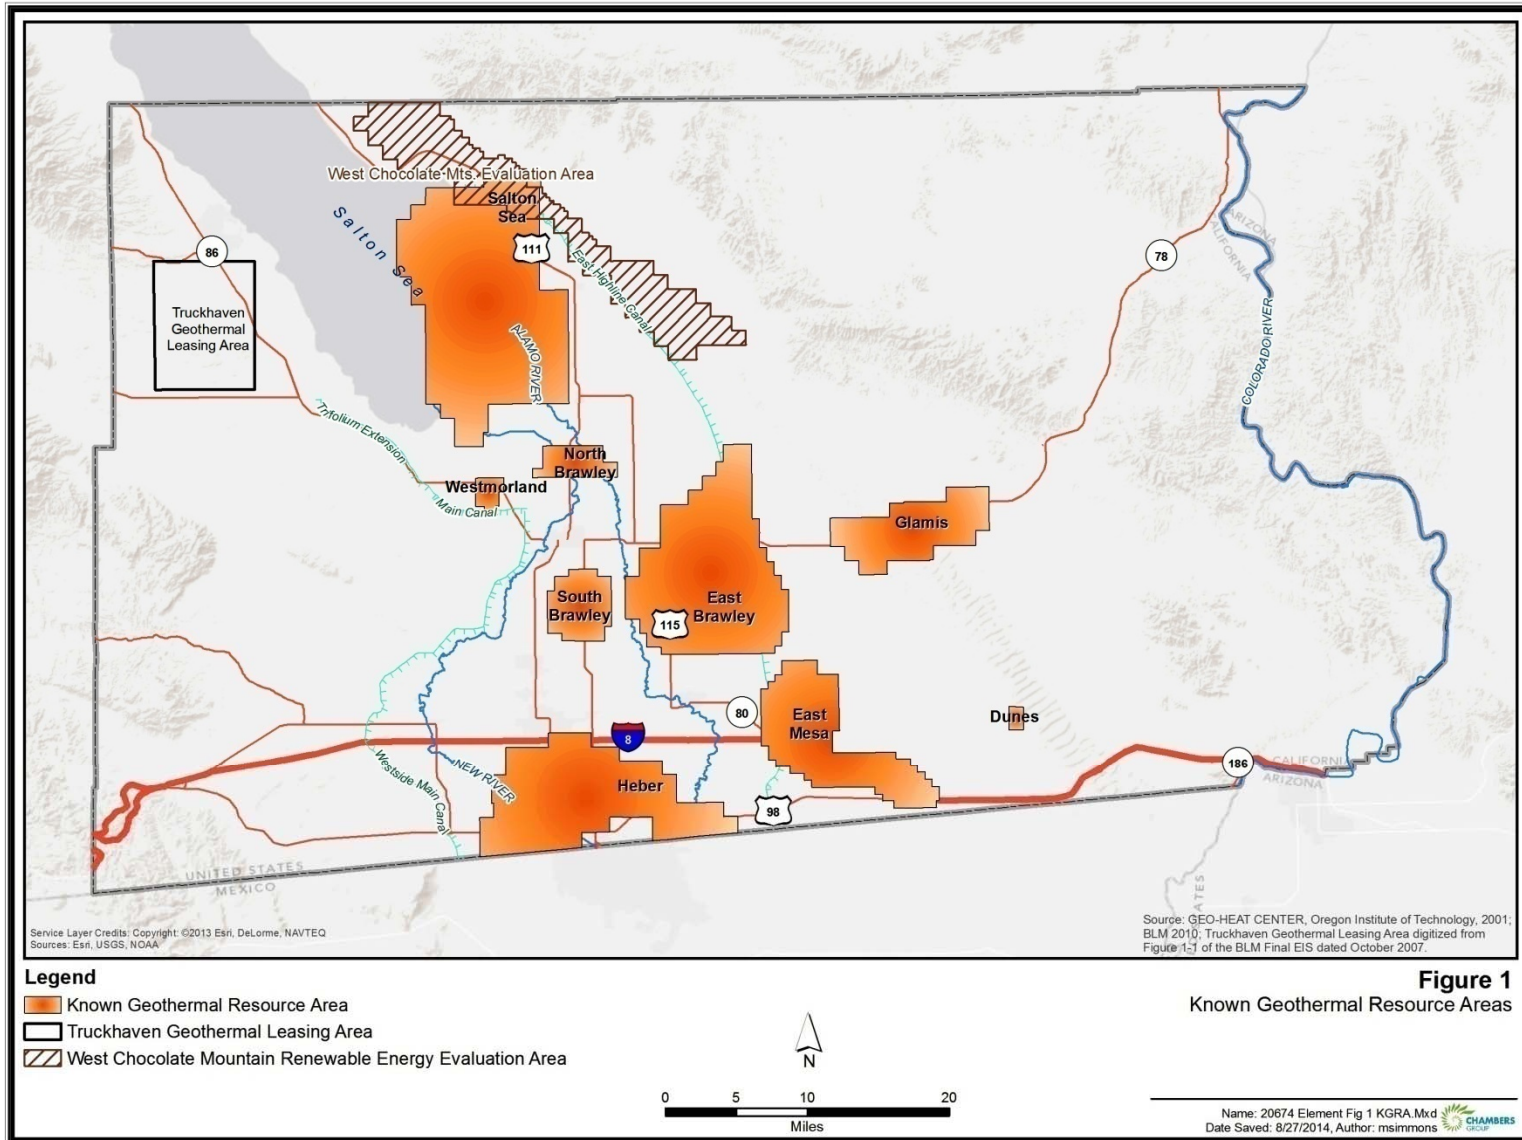 West Chocolate Mts. Evaluation Area
Salton
Sea
Salton Sea
111
86
78
East Highline Canal
ARIZONA
CALIFORNIA
Truckhaven
Geothermal
Leasing Area
ALAMO RIVER
COLORADO RIVER
Trifolium Extension
North
Brawley
Westmorland
Main Canal
Glamis
South
Brawley
East
Brawley
115
80
East
Mesa
Dunes
8
Westside Main Canal
NEW RIVER
Heber
186
CALIFORNIA
ARIZONA
98
UNITED STATES
MEXICO
Service Layer Credits: Copyright: ©2013 Esri, DeLorme, NAVTEQ
Sources: Esri, USGS, NOAA
Source: GEO-HEAT CENTER, Oregon Institute of Technology, 2001;
BLM 2010; Truckhaven Geothermal Leasing Area digitized from
Figure 1-1 of the BLM Final EIS dated October 2007.
Legend
Known Geothermal Resource Area
Truckhaven Geothermal Leasing Area
West Chocolate Mountain Renewable Energy Evaluation Area
N
0 5 10 20
Miles
Figure 1
Known Geothermal Resource Areas
Name: 20674 Element Fig 1 KGRA.Mxd
Date Saved: 8/27/2014, Author: msimmons
CHAMBERS
GROUP